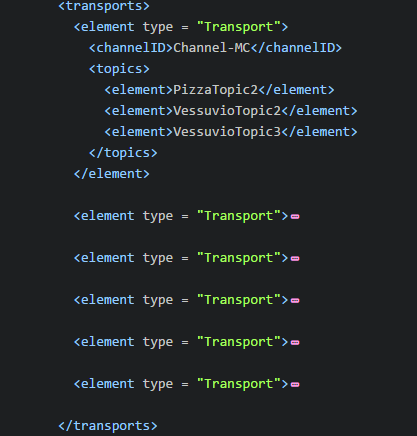 <transports>
<element type = "Transport">
<channelID>Channel-MC</channelID>
<topics>
<element>PizzaTopic2</element>
<element>VessuvioTopic2</element>
<element>VessuvioTopic3</element>
</topics>
</element>
<element type = "Transport">
<element type = "Transport">
<element type = "Transport">
<element type = "Transport">
<element type = "Transport">
</transports>